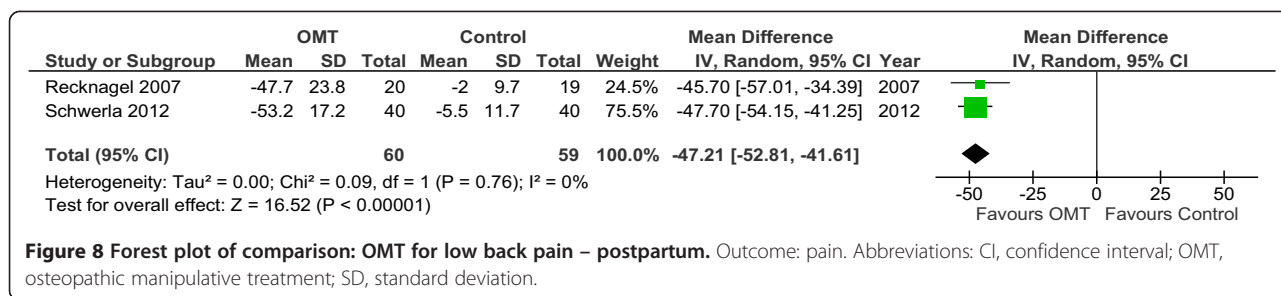 OMT Control Mean Difference Mean Difference
Study or Subgroup Mean SD Total Mean SD Total Weight IV, Random, 95% CI Year IV, Random, 95% CI
Recknagel 2007 -47.7 23.8 20 -2 9.7 19 24.5% -45.70 [-57.01, -34.39] 2007
Schwerla 2012 -53.2 17.2 40 -5.5 11.7 40 75.5% -47.70 [-54.15, -41.25] 2012
Total (95% CI) 60 59 100.0% -47.21 [-52.81, -41.61]
Heterogeneity: Tau² = 0.00; Chi² = 0.09, df = 1 (P = 0.76); I² = 0%
Test for overall effect: Z = 16.52 (P < 0.00001)
-50 -25 0 25 50
Favours OMT Favours Control
Figure 8 Forest plot of comparison: OMT for low back pain – postpartum. Outcome: pain. Abbreviations: CI, confidence interval; OMT,
osteopathic manipulative treatment; SD, standard deviation.